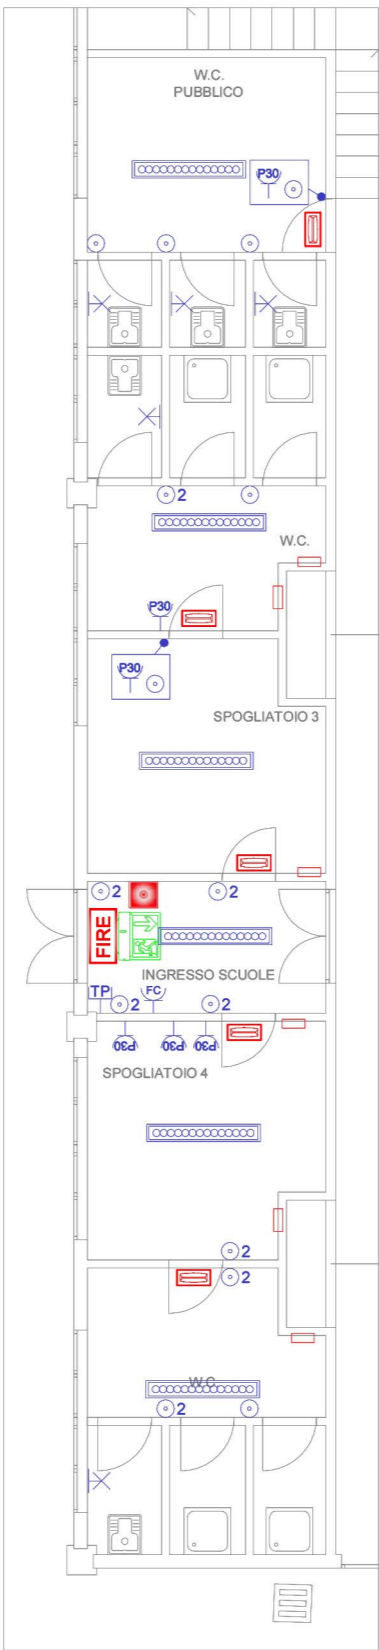 W.C.
PUBBLICO
P30
2
W.C.
P30
P30
SPOGLIATOIO 3
2
2
FIRE
INGRESSO SCUOLE
TP
FC
2
2
P30
P30
P30
SPOGLIATOIO 4
2
2
W.C.
2